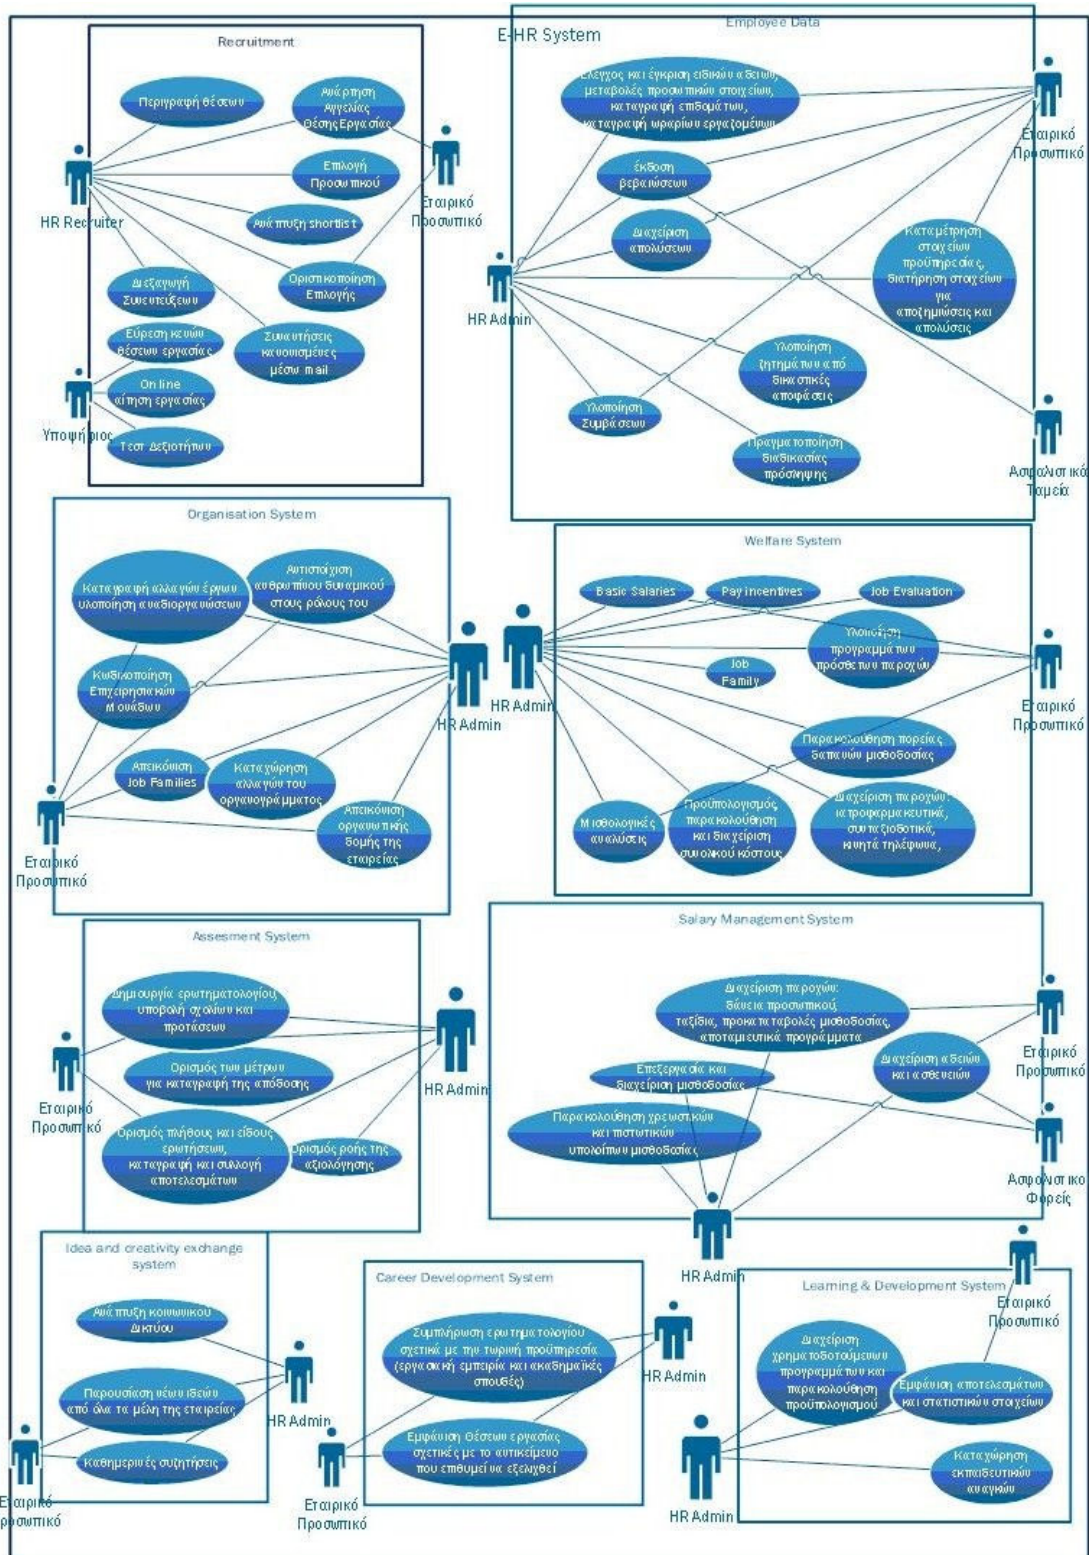 E-HR System
Recruitment
Περιγραφή θέσεων
Ανάρτηση
Αγγελίας
Θέσης Εργασίας
Επιλογή
Προσωπικού
Ανάπτυξη shortlist
Οριστικοποίηση
Επιλογής
Διεξαγωγή
Συνεντεύξεων
Εύρεση κενών
θέσεων εργασίας
Συναντήσεις
κανονισμένες
μέσω mail
On line
αίτηση εργασίας
Τεστ Δεξιοτήτων
HR Recruiter
Υποψήφιος
Εταιρικό
Προσωπικό
Employee Data
Έλεγχος και έγκριση ειδικών αδειών,
μεταβολές προσωπικών στοιχείων,
καταγραφή επιδομάτων,
καταγραφή ωραρίων εργαζομένων
έκδοση
βεβαιώσεων
Διαχείριση
απολύσεων
Καταμέτρηση
στοιχείων
προϋπηρεσίας,
διατήρηση στοιχείων
για
αποζημιώσεις και
απολύσεις
Υλοποίηση
ζητημάτων από
δικαστικές
αποφάσεις
Υλοποίηση
Συμβάσεων
Πραγματοποίηση
διαδικασίας
πρόσληψης
HR Admin
Εταιρικό
Προσωπικό
Ασφαλιστικά
Ταμεία
Organisation System
Καταγραφή αλλαγών έργων
υλοποίηση αναδιοργανώσεων
Αντιστοίχιση
ανθρωπίνου δυναμικού
στους ρόλους του
Κωδικοποίηση
Επιχειρησιακών
Μονάδων
Απεικόνιση
Job Families
Καταχώρηση
αλλαγών του
οργανογράμματος
Απεικόνιση
οργανωτικής
δομής της
εταιρείας
HR Admin
Εταιρικό
Προσωπικό
Welfare System
Basic Salaries
Pay incentives
Job Evaluation
Υλοποίηση
προγραμμάτων
πρόσθετων παροχών
Job
Family
Παρακολούθηση πορείας
δαπανών μισθοδοσίας
Μισθολογικές
αναλύσεις
Προϋπολογισμός,
παρακολούθηση
και διαχείριση
συνολικού κόστους
Διαχείριση παροχών:
ιατροφαρμακευτικά,
συνταξιοδοτικά,
κινητά τηλέφωνα,
HR Admin
Εταιρικό
Προσωπικό
Assesment System
Δημιουργία ερωτηματολογίου,
υποβολή σχολίων και
προτάσεων
Ορισμός των μέτρων
για καταγραφή της απόδοσης
Ορισμός πλήθους και είδους
ερωτήσεων,
καταγραφή και συλλογή
αποτελεσμάτων
Ορισμός ροής της
αξιολόγησης
Εταιρικό
Προσωπικό
HR Admin
Salary Management System
Διαχείριση παροχών:
δάνεια προσωπικού,
ταξίδια, προκαταβολές μισθοδοσίας,
αποταμιευτικά προγράμματα
Επεξεργασία και
διαχείριση μισθοδοσίας
Διαχείριση αδειών
και ασθενειών
Παρακολούθηση χρεωστικών
και πιστωτικών
υπολοίπων μισθοδοσίας
HR Admin
Εταιρικό
Προσωπικό
Ασφαλιστικο
Φορείς
Idea and creativity exchange
system
Ανάπτυξη κοινωνικού
Δικτύου
Παρουσίαση νέων ιδεών
από όλα τα μέλη της εταιρείας
Καθημερινές συζητήσεις
HR Admin
Εταιρικό
Προσωπικό
Career Development System
Συμπλήρωση ερωτηματολογίου
σχετικά με την τωρινή προϋπηρεσία
(εργασιακή εμπειρία και ακαδημαϊκές
σπουδές)
Εμφάνιση Θέσεων εργασίας
σχετικές με το αντικείμενο
που επιθυμεί να εξελιχθεί
HR Admin
Εταιρικό
Προσωπικό
Learning & Development System
Διαχείριση
χρηματοδοτούμενων
προγραμμάτων και
παρακολούθηση
προϋπολογισμού
Εμφάνιση αποτελεσμάτων
και στατιστικών στοιχείων
Καταχώρηση
εκπαιδευτικών
αναγκών
Εταιρικό
Προσωπικό
HR Admin